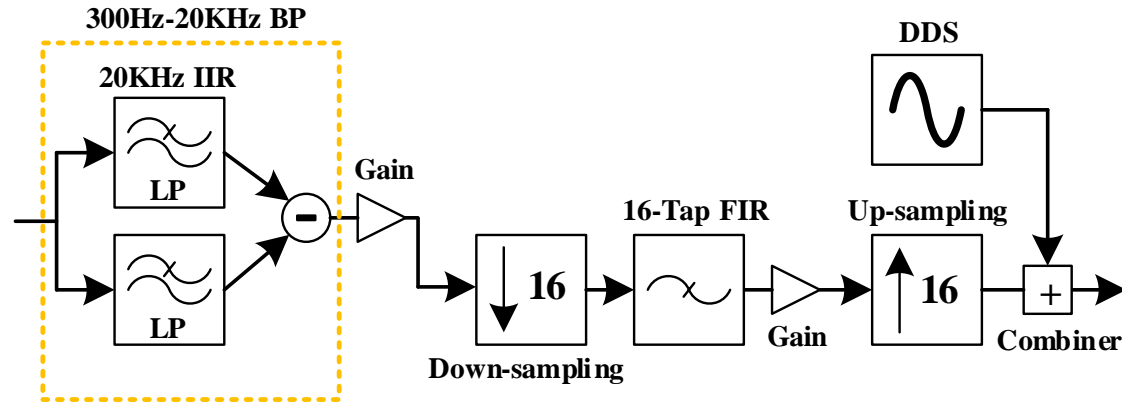 300Hz-20KHz BP
20KHz IIR
LP
LP
-
Gain
16
Down-sampling
16-Tap FIR
Gain
Up-sampling
16
DDS
+
Combiner